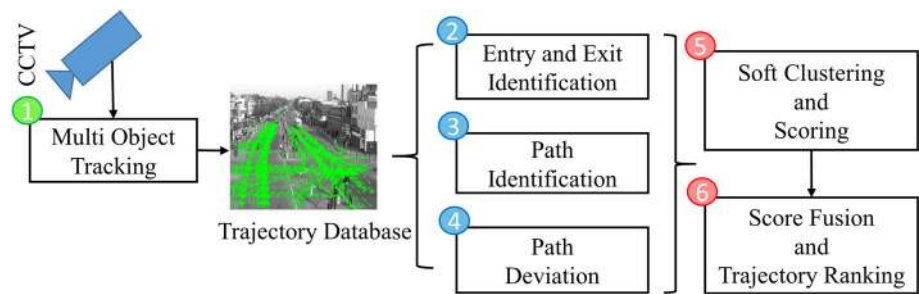 CCTV
1
Multi Object
Tracking
Trajectory Database
2
Entry and Exit
Identification
3
Path
Identification
4
Path
Deviation
5
Soft Clustering
and
Scoring
6
Score Fusion
and
Trajectory Ranking